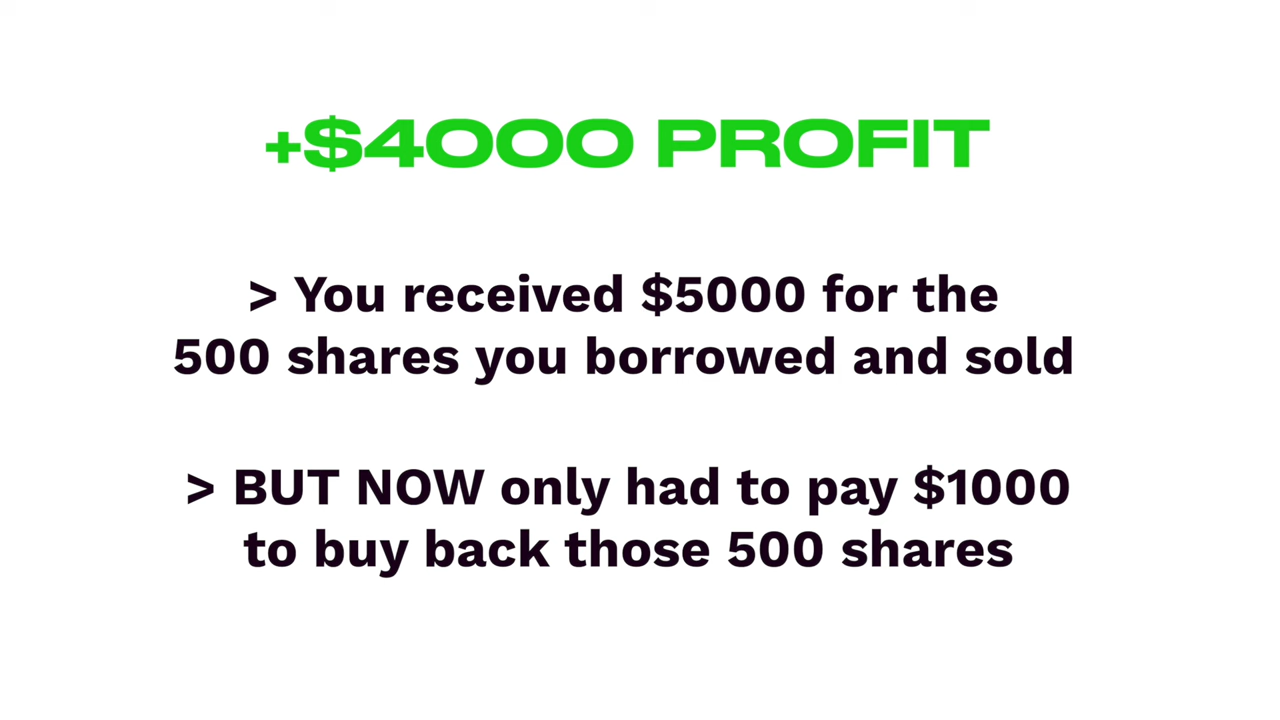 +$4000 PROFIT
> You received $5000 for the
500 shares you borrowed and sold
> BUT NOW only had to pay $1000
to buy back those 500 shares